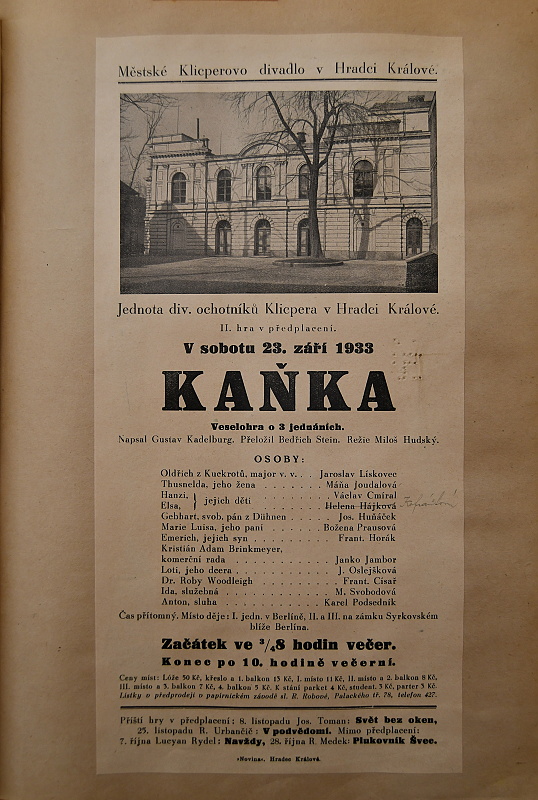 Městské Klicperovo divadlo v Hradci Králové.
Jednota div. ochotníků Klicpera v Hradci Králové.
II. hra v předplacení.
V sobotu 23. září 1933
KAŇKA
Veselohra o 3 jednáních.
Napsal Gustav Kadelburg. Přeložil Bedřich Stein. Režie Miloš Hudský.
OSOBY:
Oldřich z Kuckrotů, major v. v. . . Jaroslav Liskovec
Thusnelda, jeho žena . . . . . . . Máňa Joudalová
Hanzi, } jejich děti . . . . . . . Václav Cmíral
Elsa, . . . . . . . Helena Hájková
Gebhart, svob. pán z Dühnen . . . . . Jos. Huňáček
Marie Luisa, jeho paní . . . . . Božena Prausová
Emerich, jejich syn . . . . . . . Frant. Horák
Kristián Adam Brinkmeyer,
komerční rada . . . . . . . Janko Jambor
Loti, jeho dcera . . . . . . . J. Oslejšková
Dr. Roby Woodleigh . . . . . . . Frant. Císař
Ida, služebná . . . . . . . M. Svobodová
Anton, sluha . . . . . . . Karel Podsedník
Čas přítomný. Místo děje: I. jedn. v Berlíně, II. a III. na zámku Syrkovském
blíže Berlína.
Začátek ve ¾8 hodin večer.
Konec po 10. hodině večerní.
Ceny míst: Lóže 50 Kč, křeslo a 1. balkon 13 Kč, I. místo 11 Kč, II. místo a 2. balkon 8 Kč,
III. místo a 3. balkon 7 Kč, 4. balkon 5 Kč. K stání parket 4 Kč, student. 3 Kč, parter 3 Kč.
Lístky v předprodeji v papírnickém závodě sl. R. Robové, Palackého tř. 78, telefon 427.
Příští hry v předplacení: 8. listopadu Jos. Toman: Svět bez oken,
25. listopadu R. Urbančič: V podvědomí. Mimo předplacení:
7. října Lucyan Rydel: Navždy, 28. října R. Medek: Plukovník Švec.
»Novina«, Hradec Králové.